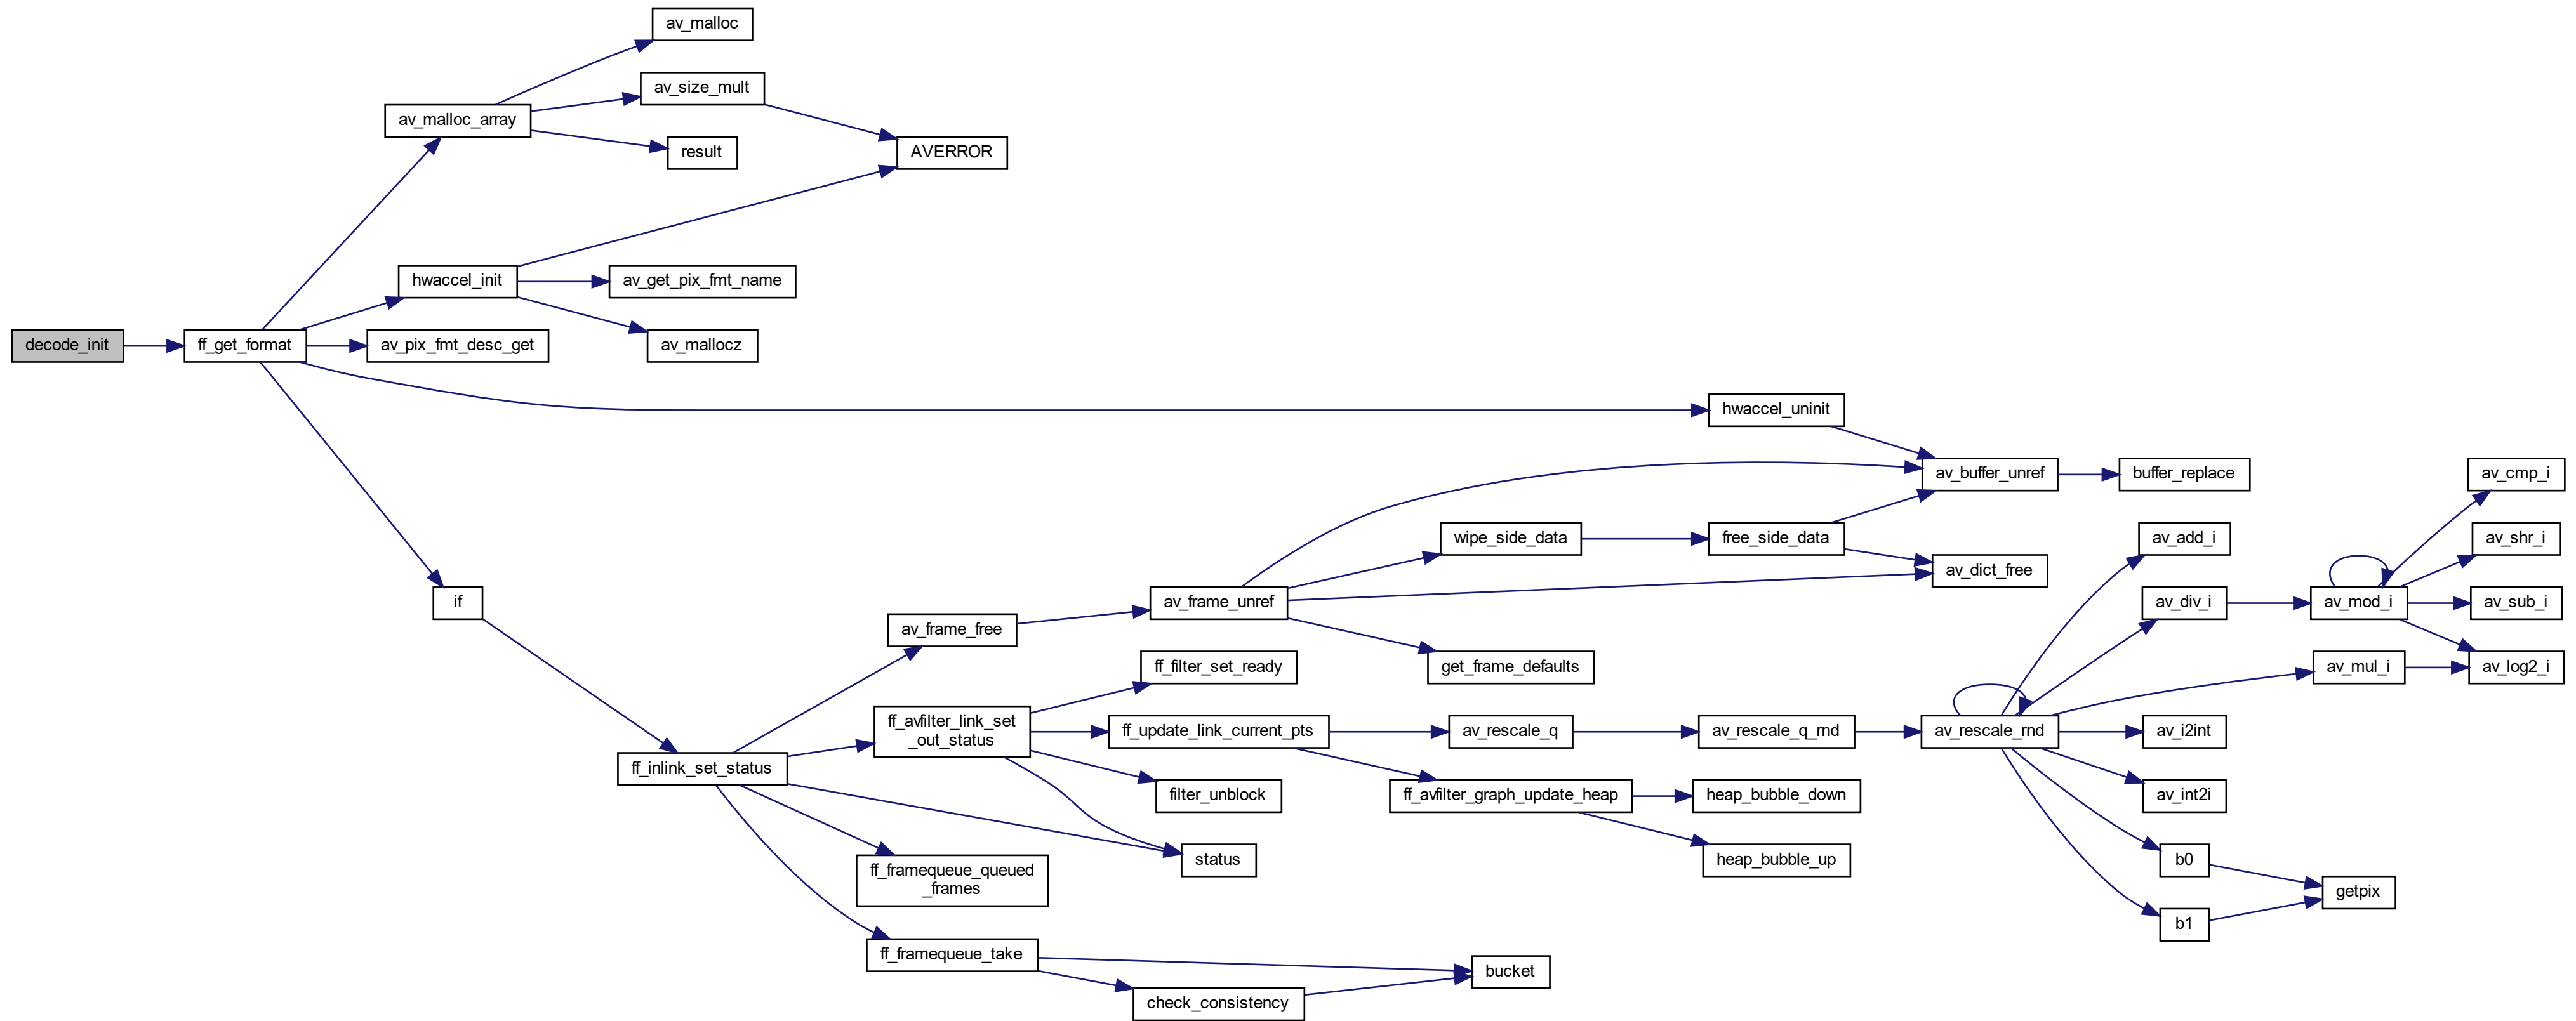 av_malloc
av_size_mult
av_malloc_array
result
AVERROR
hwaccel_init
av_get_pix_fmt_name
av_mallocz
decode_init
ff_get_format
av_pix_fmt_desc_get
hwaccel_uninit
av_buffer_unref
buffer_replace
av_cmp_i
wipe_side_data
free_side_data
av_add_i
av_shr_i
av_dict_free
if
av_frame_unref
av_div_i
av_mod_i
av_sub_i
av_frame_free
ff_filter_set_ready
get_frame_defaults
av_mul_i
av_log2_i
ff_avfilter_link_set
_out_status
ff_update_link_current_pts
av_rescale_q
av_rescale_q_rnd
av_rescale_rnd
av_i2int
ff_inlink_set_status
filter_unblock
ff_avfilter_graph_update_heap
heap_bubble_down
av_int2i
status
heap_bubble_up
b0
ff_framequeue_queued
_frames
getpix
b1
ff_framequeue_take
bucket
check_consistency